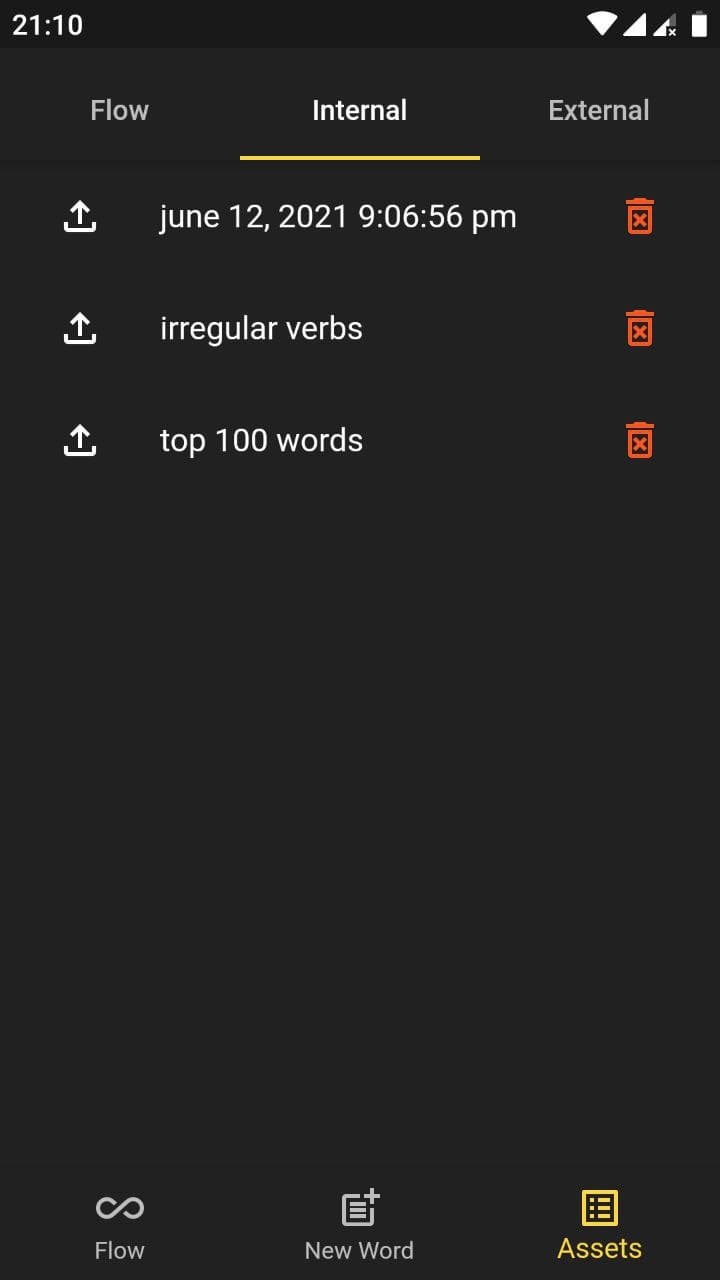 21:10
Flow Internal External
june 12, 2021 9:06:56 pm
irregular verbs
top 100 words
Flow New Word Assets